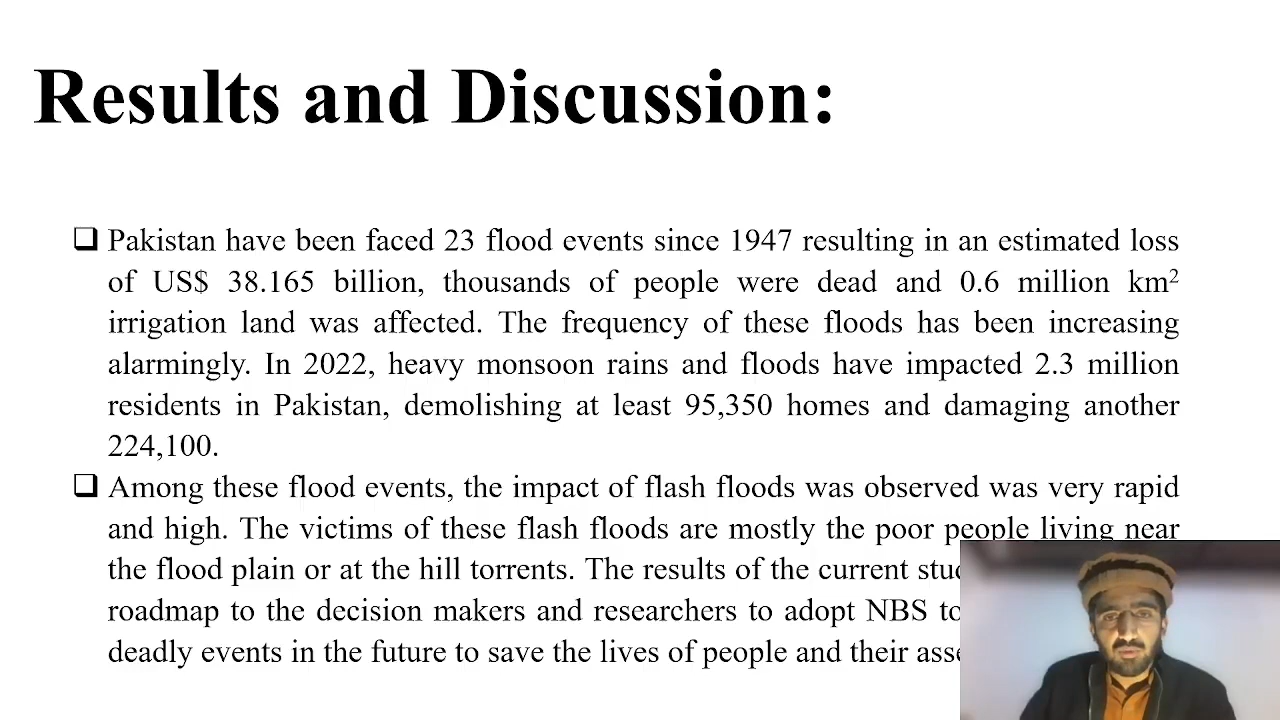 Results and Discussion:
❑ Pakistan have been faced 23 flood events since 1947 resulting in an estimated loss
of US$ 38.165 billion, thousands of people were dead and 0.6 million km²
irrigation land was affected. The frequency of these floods has been increasing
alarmingly. In 2022, heavy monsoon rains and floods have impacted 2.3 million
residents in Pakistan, demolishing at least 95,350 homes and damaging another
224,100.
❑ Among these flood events, the impact of flash floods was observed was very rapid
and high. The victims of these flash floods are mostly the poor people living near
the flood plain or at the hill torrents. The results of the current
roadmap to the decision makers and researchers to adopt NBS to
deadly events in the future to save the lives of people and their